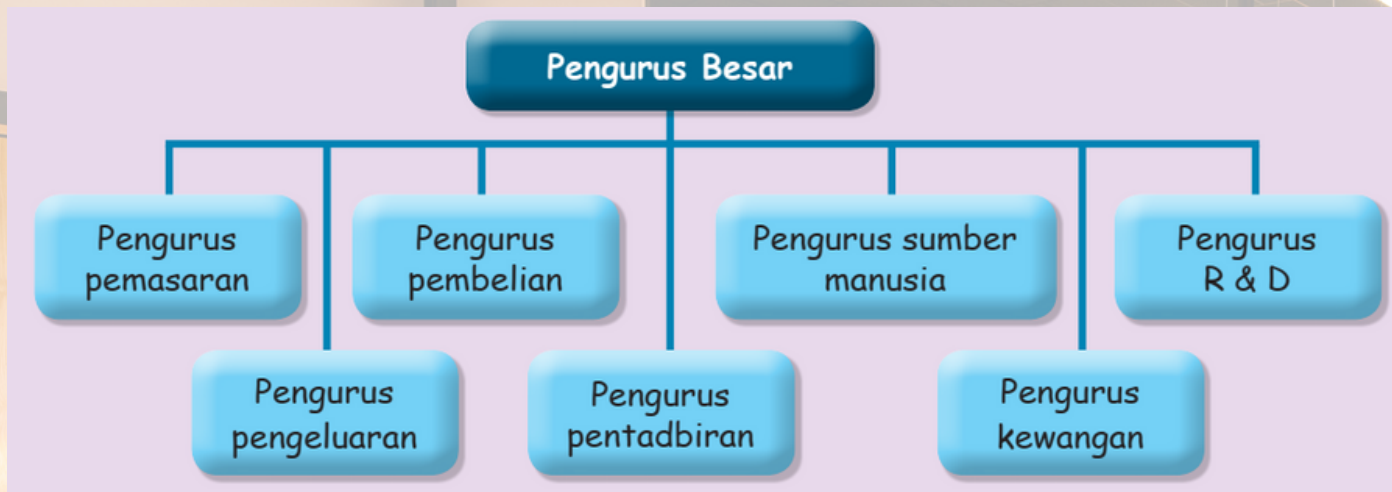 Pengurus Besar
Pengurus
pemasaran
Pengurus
pembelian
Pengurus sumber
manusia
Pengurus
R & D
Pengurus
pengeluaran
Pengurus
pentadbiran
Pengurus
kewangan